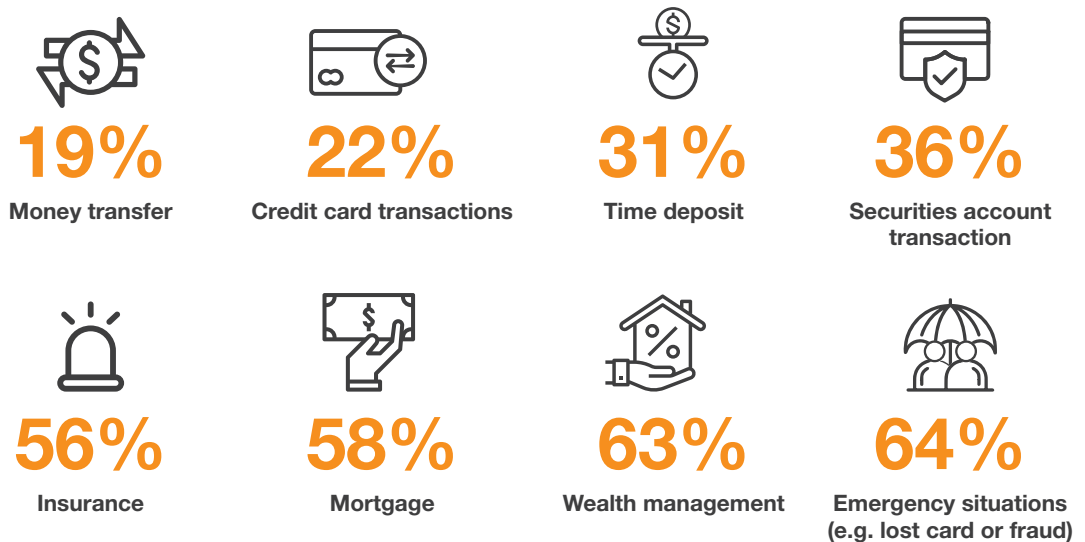 19%
22%
31%
36%
Money transfer
Credit card transactions
Time deposit
Securities account
transaction
56%
58%
63%
64%
Insurance
Mortgage
Wealth management
Emergency situations
(e.g. lost card or fraud)